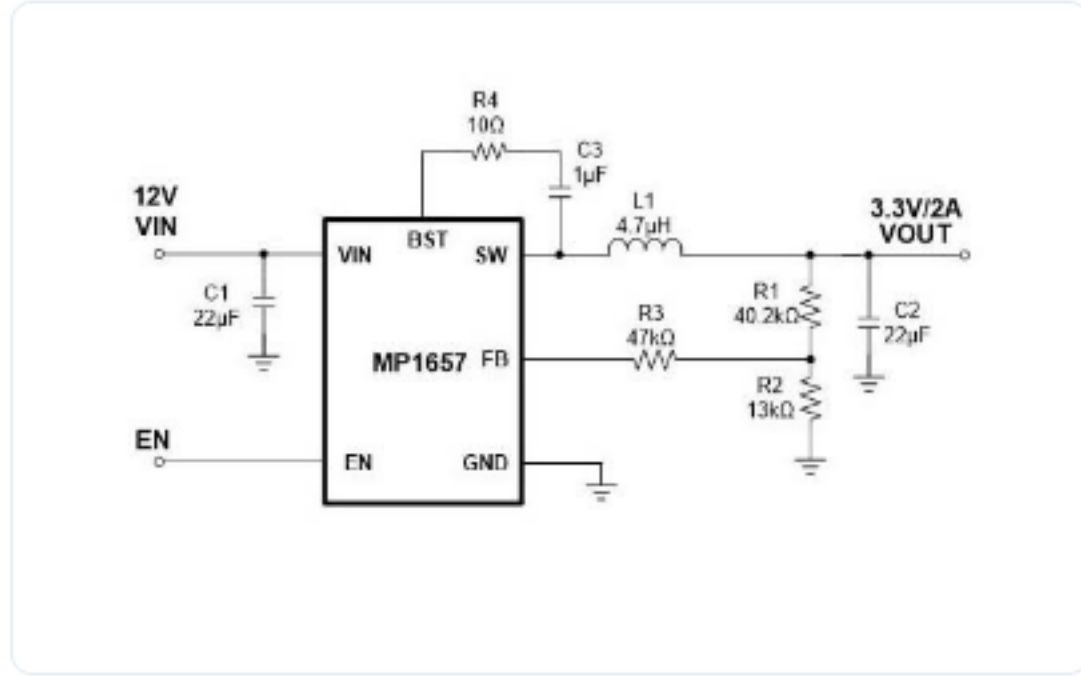 R4
10Ω
C3
1µF
12V
VIN
L1
4.7µH
3.3V/2A
VOUT
BST
VIN
SW
C1
22µF
R1
40.2kΩ
R3
47kΩ
C2
22µF
MP1657
FB
R2
13kΩ
EN
EN
GND